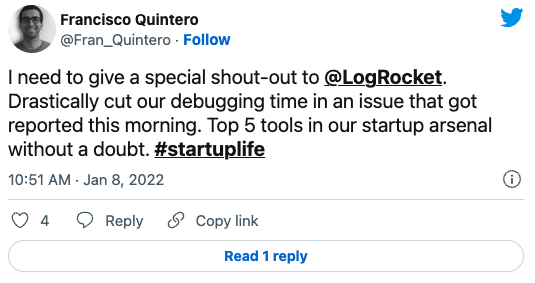 Francisco Quintero
@Fran_Quintero · Follow
I need to give a special shout-out to @LogRocket.
Drastically cut our debugging time in an issue that got
reported this morning. Top 5 tools in our startup arsenal
without a doubt. #startuplife
10:51 AM · Jan 8, 2022
4 Reply Copy link
Read 1 reply